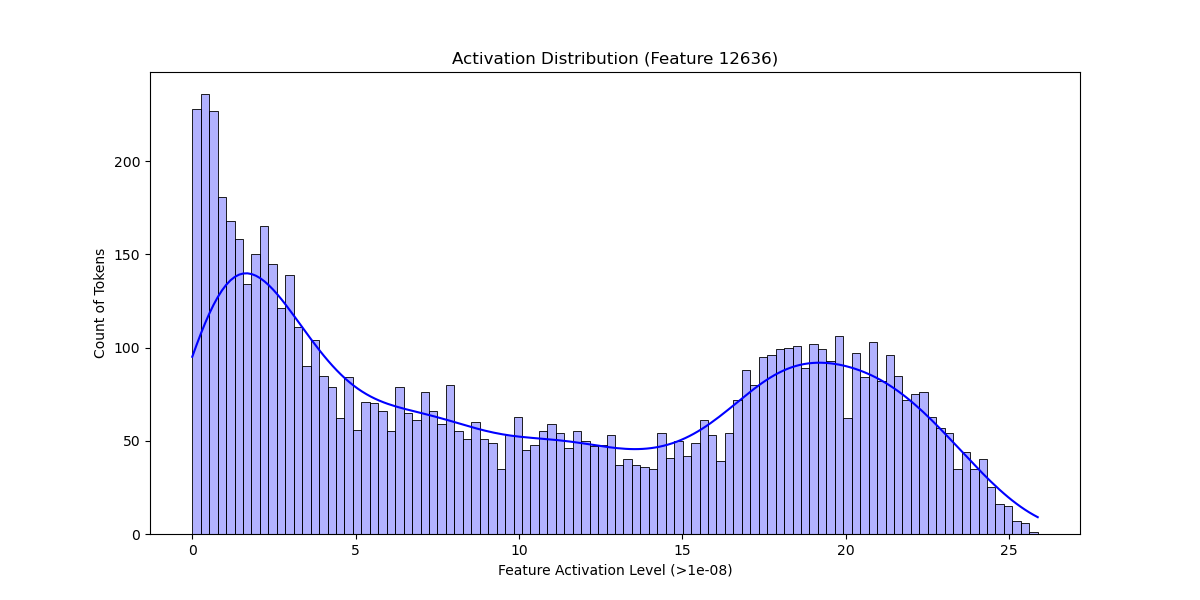 Activation Distribution (Feature 12636)
Count of Tokens
200
150
100
50
0
0 5 10 15 20 25
Feature Activation Level (>1e-08)